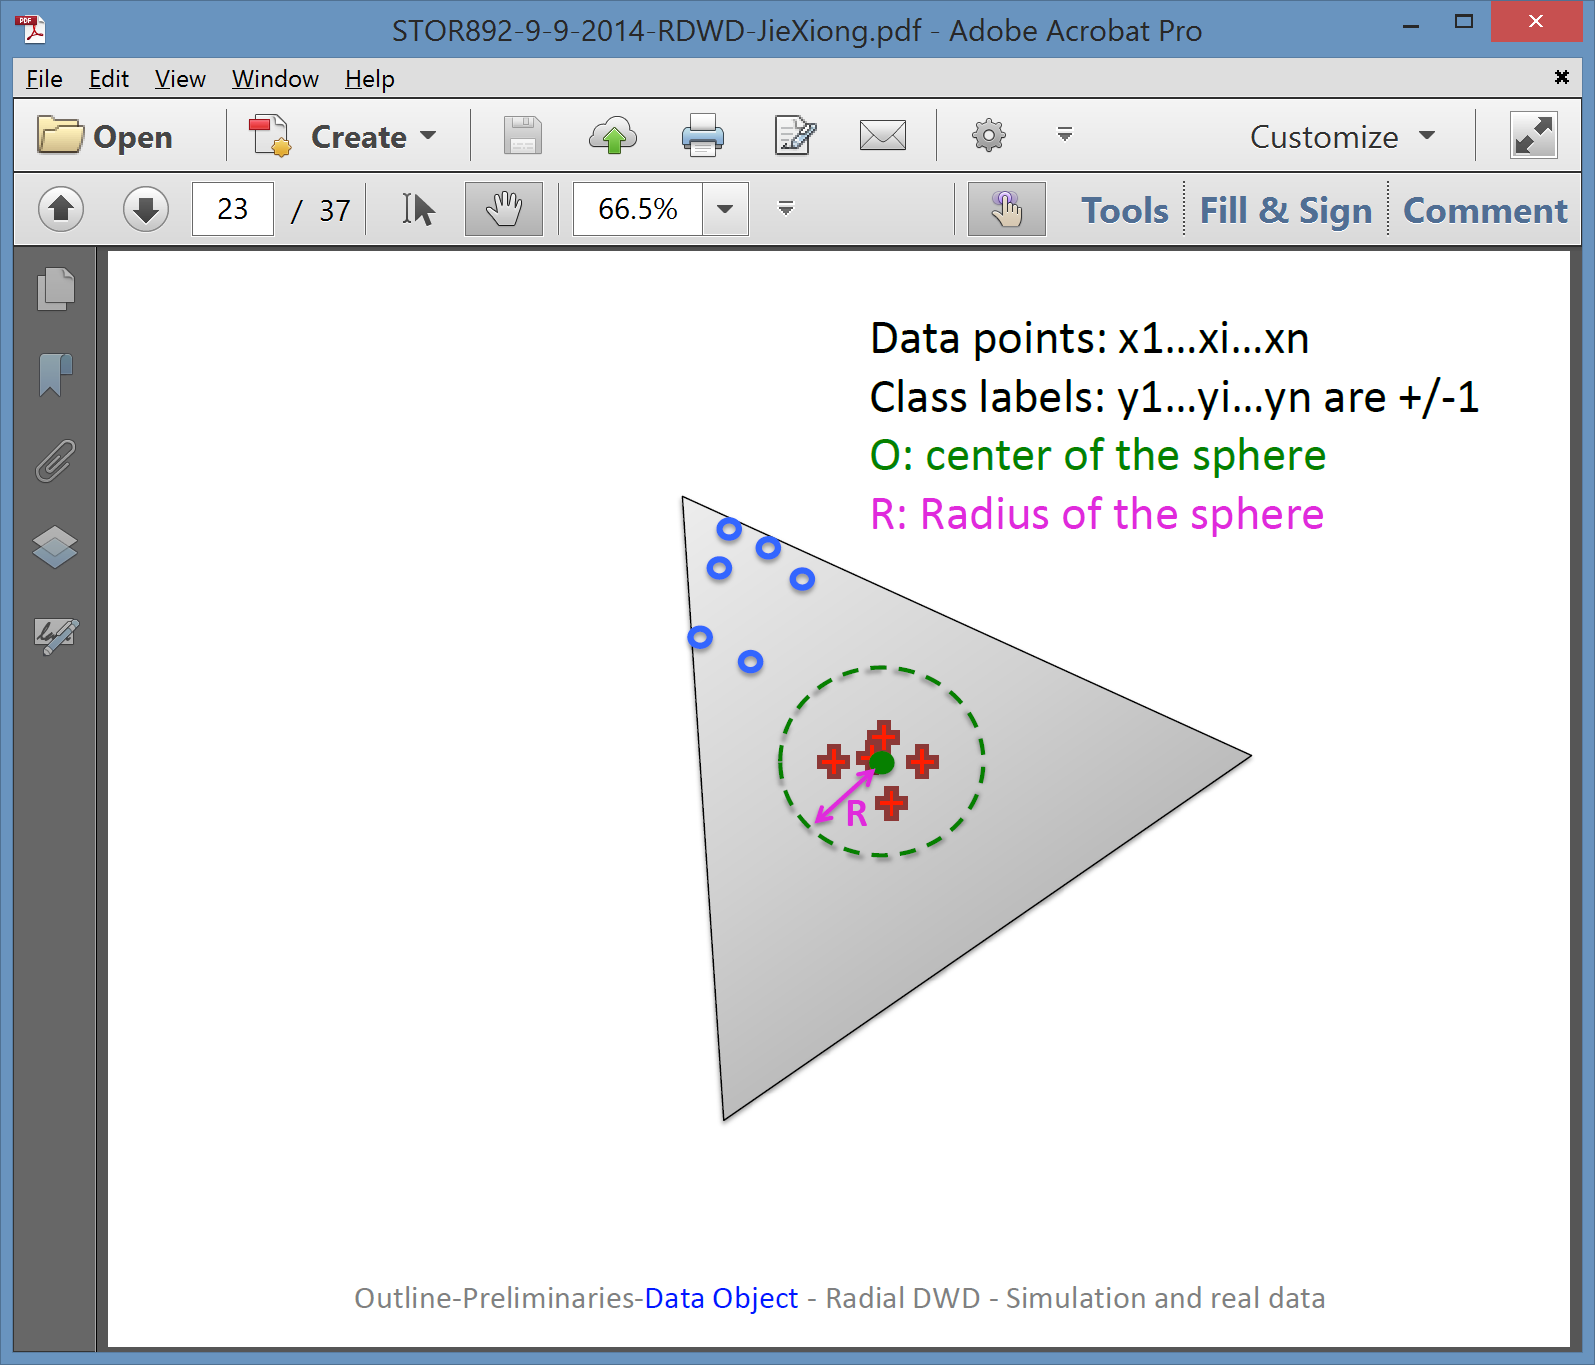 STOR892-9-9-2014-RDWD-JieXiong.pdf - Adobe Acrobat Pro
File Edit View Window Help
Open Create Customize
23 / 37 66.5% Tools Fill & Sign Comment
Data points: x1...xi...xn
Class labels: y1...yi...yn are +/-1
O: center of the sphere
R: Radius of the sphere
R
Outline-Preliminaries-Data Object - Radial DWD - Simulation and real data